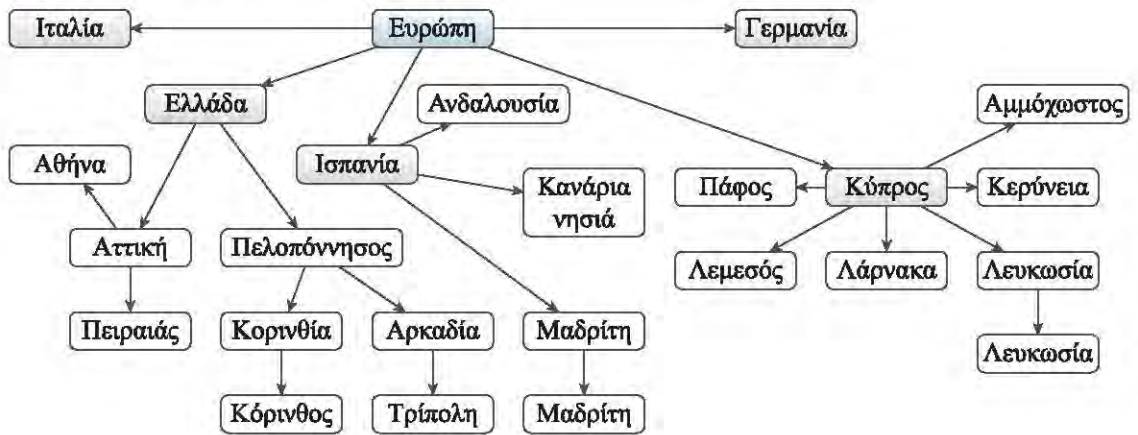 Ιταλία
Ευρώπη
Γερμανία
Ελλάδα
Ανδαλουσία
Αμμόχωστος
Αθήνα
Ισπανία
Κανάρια
νησιά
Πάφος
Κύπρος
Κερύνεια
Αττική
Πελοπόννησος
Λεμεσός
Λάρνακα
Λευκωσία
Πειραιάς
Κορινθία
Αρκαδία
Μαδρίτη
Λευκωσία
Κόρινθος
Τρίπολη
Μαδρίτη